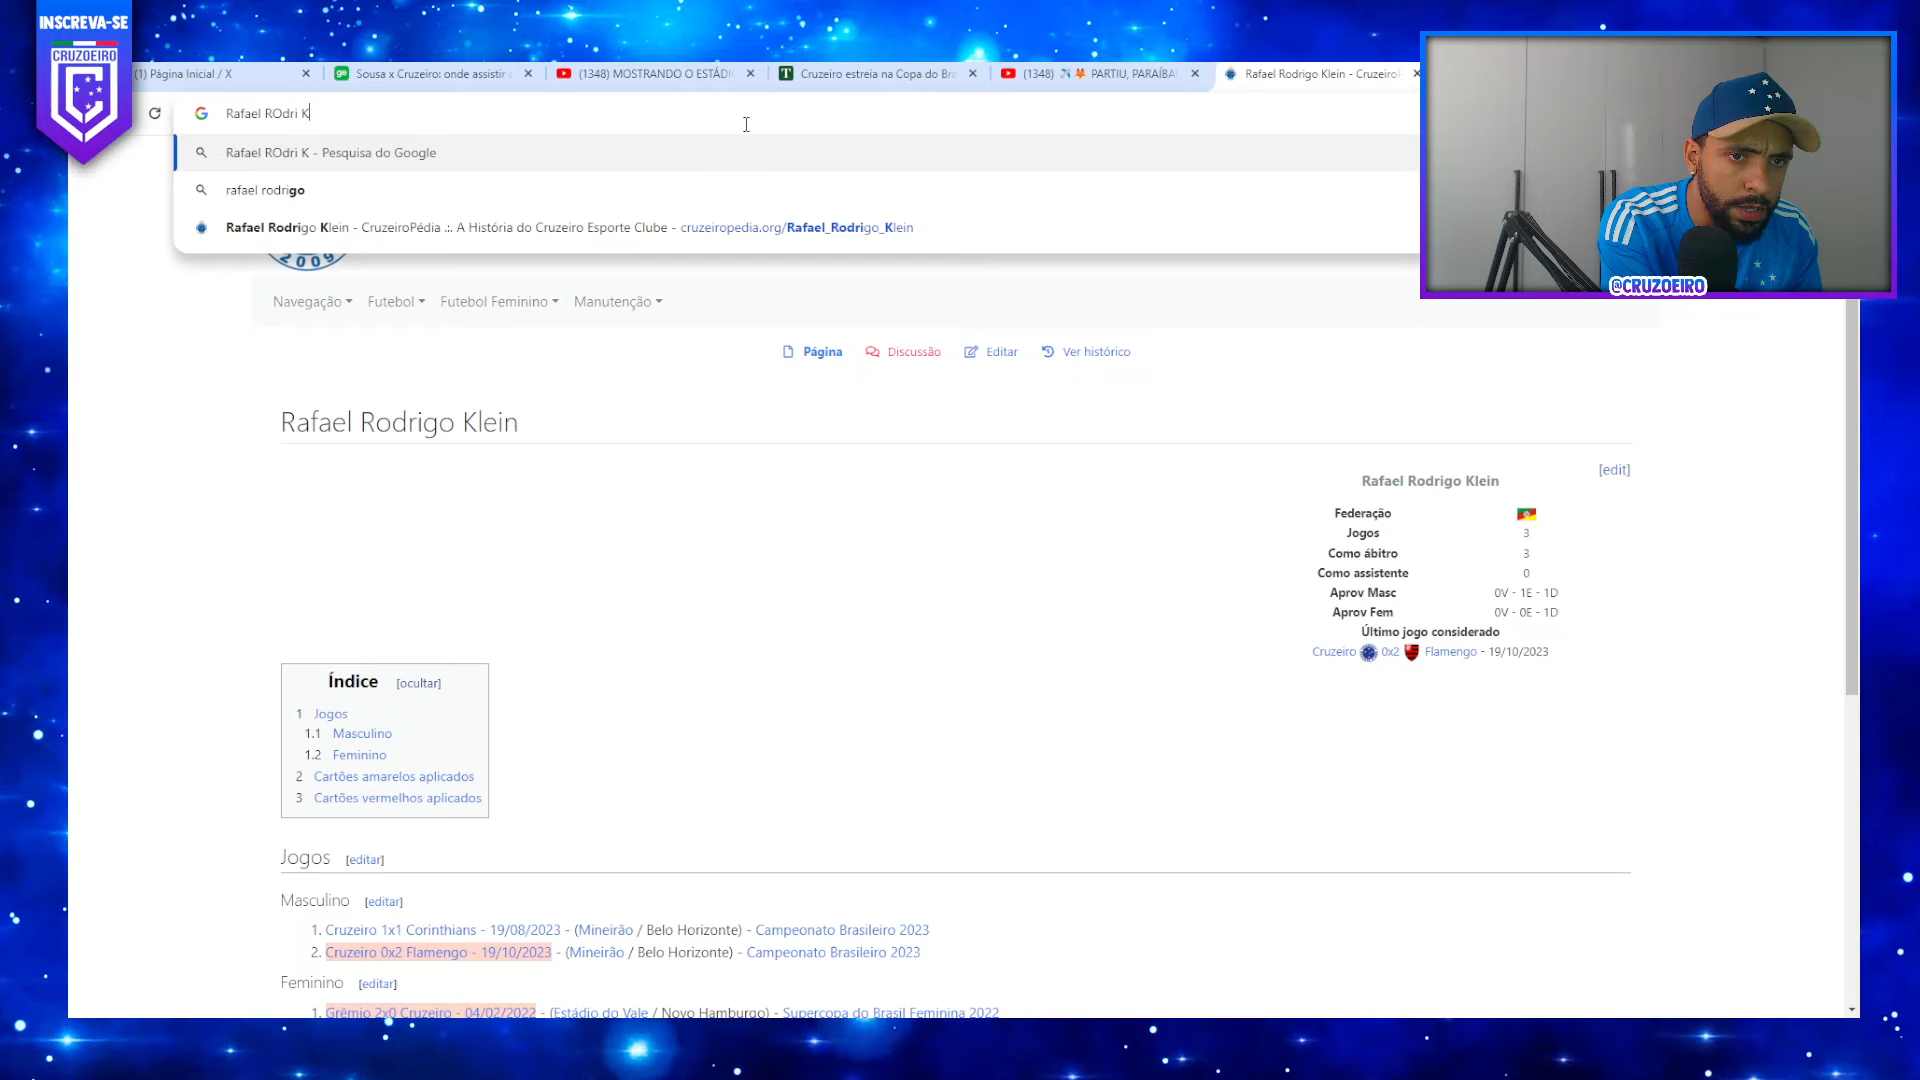 INSCREVA-SE
CRUZOEIRO
(1) Página Inicial / X
Sousa x Cruzeiro: onde assistir
(1348) MOSTRANDO O ESTÁDI
Cruzeiro estreia na Copa do Bra
(1348) ✈️ 🦊 PARTIU, PARAÍBA!
Rafael Rodrigo Klein - CruzeiroP
Rafael ROdri K
Rafael ROdri K - Pesquisa do Google
rafael rodrigo
Rafael Rodrigo Klein - CruzeiroPédia .:. A História do Cruzeiro Esporte Clube - cruzeiropedia.org/Rafael_Rodrigo_Klein
@CRUZOEIRO
2009
Navegação Futebol Futebol Feminino Manutenção
Página Discussão Editar Ver histórico
Rafael Rodrigo Klein
[edit]
Rafael Rodrigo Klein
Federação
Jogos 3
Como ábitro 3
Como assistente 0
Aprov Masc 0V - 1E - 1D
Aprov Fem 0V - 0E - 1D
Último jogo considerado
Cruzeiro 0x2 Flamengo - 19/10/2023
Índice [ocultar]
1 Jogos
1.1 Masculino
1.2 Feminino
2 Cartões amarelos aplicados
3 Cartões vermelhos aplicados
Jogos [editar]
Masculino [editar]
1. Cruzeiro 1x1 Corinthians - 19/08/2023 - (Mineirão / Belo Horizonte) - Campeonato Brasileiro 2023
2. Cruzeiro 0x2 Flamengo - 19/10/2023 - (Mineirão / Belo Horizonte) - Campeonato Brasileiro 2023
Feminino [editar]
1. Grêmio 2x0 Cruzeiro - 04/02/2022 - (Estádio do Vale / Novo Hamburgo) - Supercopa do Brasil Feminina 2022